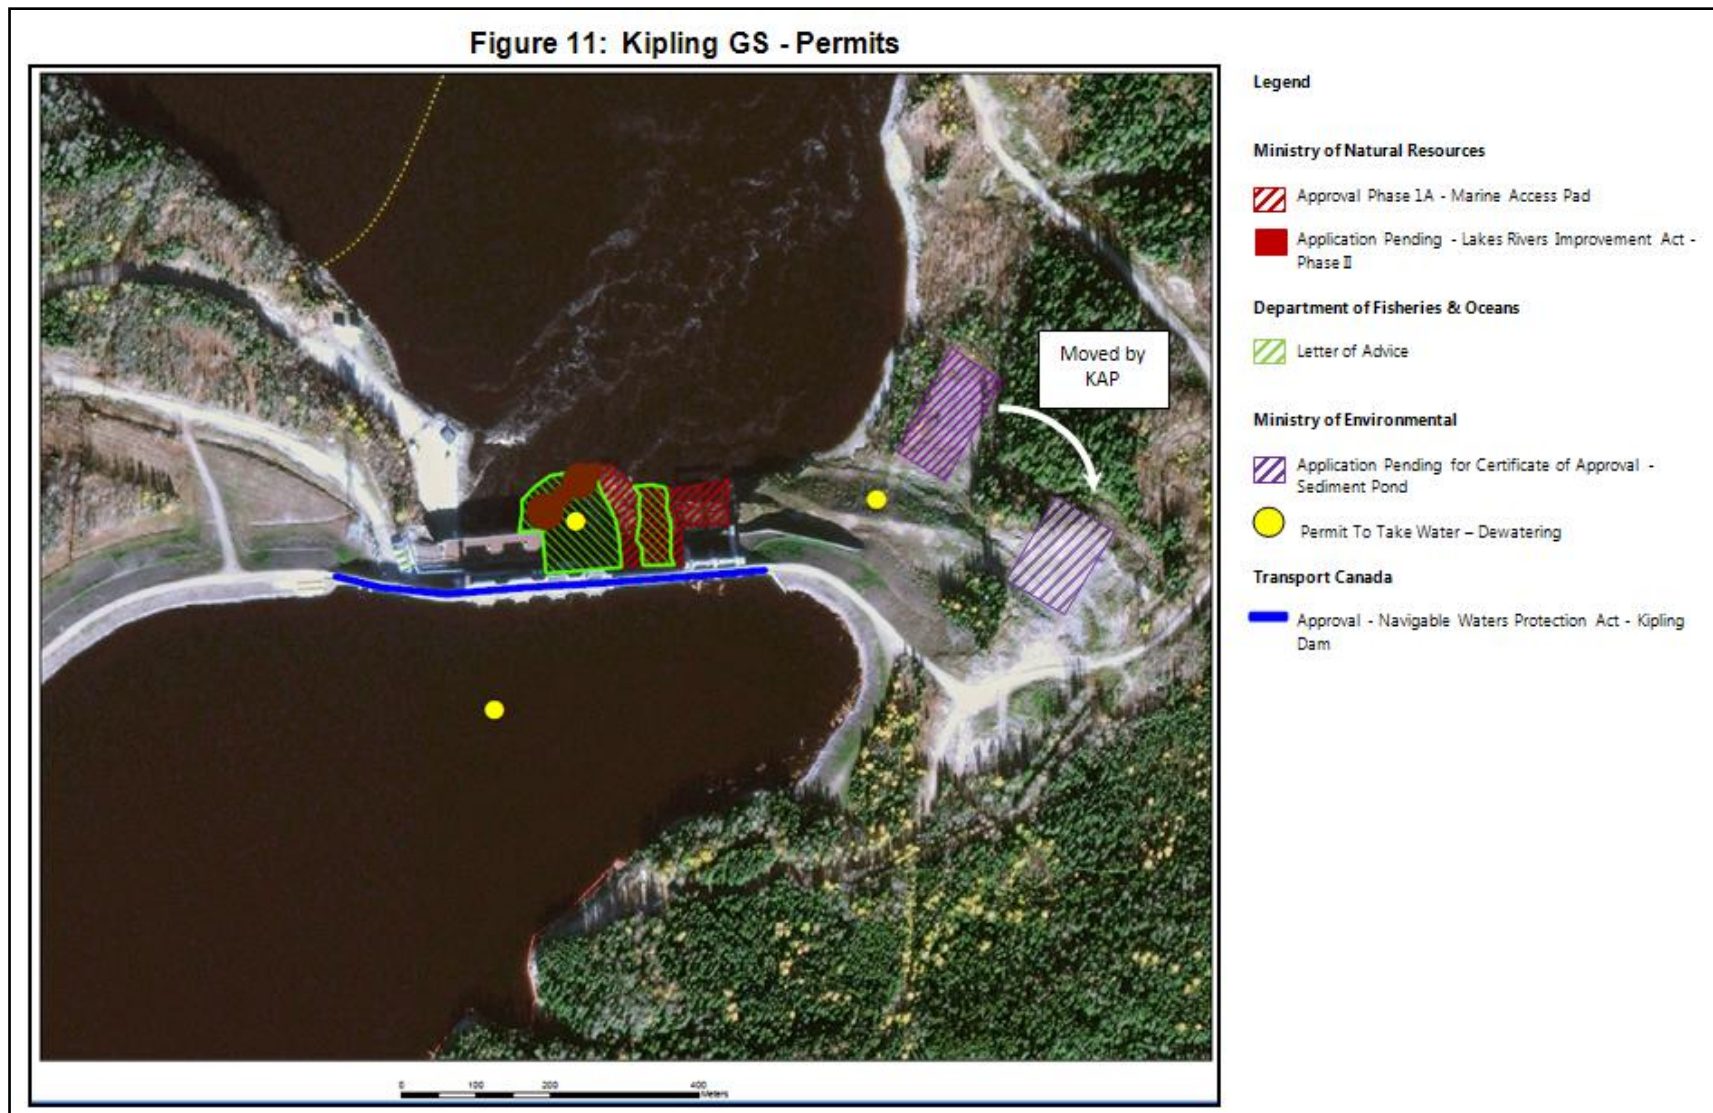 Figure 11: Kipling GS - Permits
Moved by
KAP
0 100 200 400
Meters
Legend
Ministry of Natural Resources
Approval Phase 1A - Marine Access Pad
Application Pending - Lakes Rivers Improvement Act -
Phase II
Department of Fisheries & Oceans
Letter of Advice
Ministry of Environmental
Application Pending for Certificate of Approval -
Sediment Pond
Permit To Take Water – Dewatering
Transport Canada
Approval - Navigable Waters Protection Act - Kipling
Dam